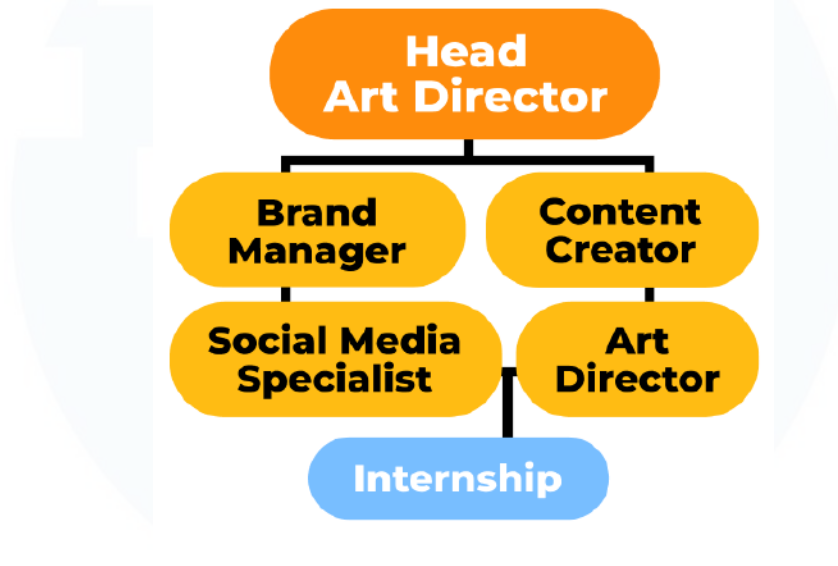 Head
Art Director
Brand
Manager
Content
Creator
Social Media
Specialist
Art
Director
Internship